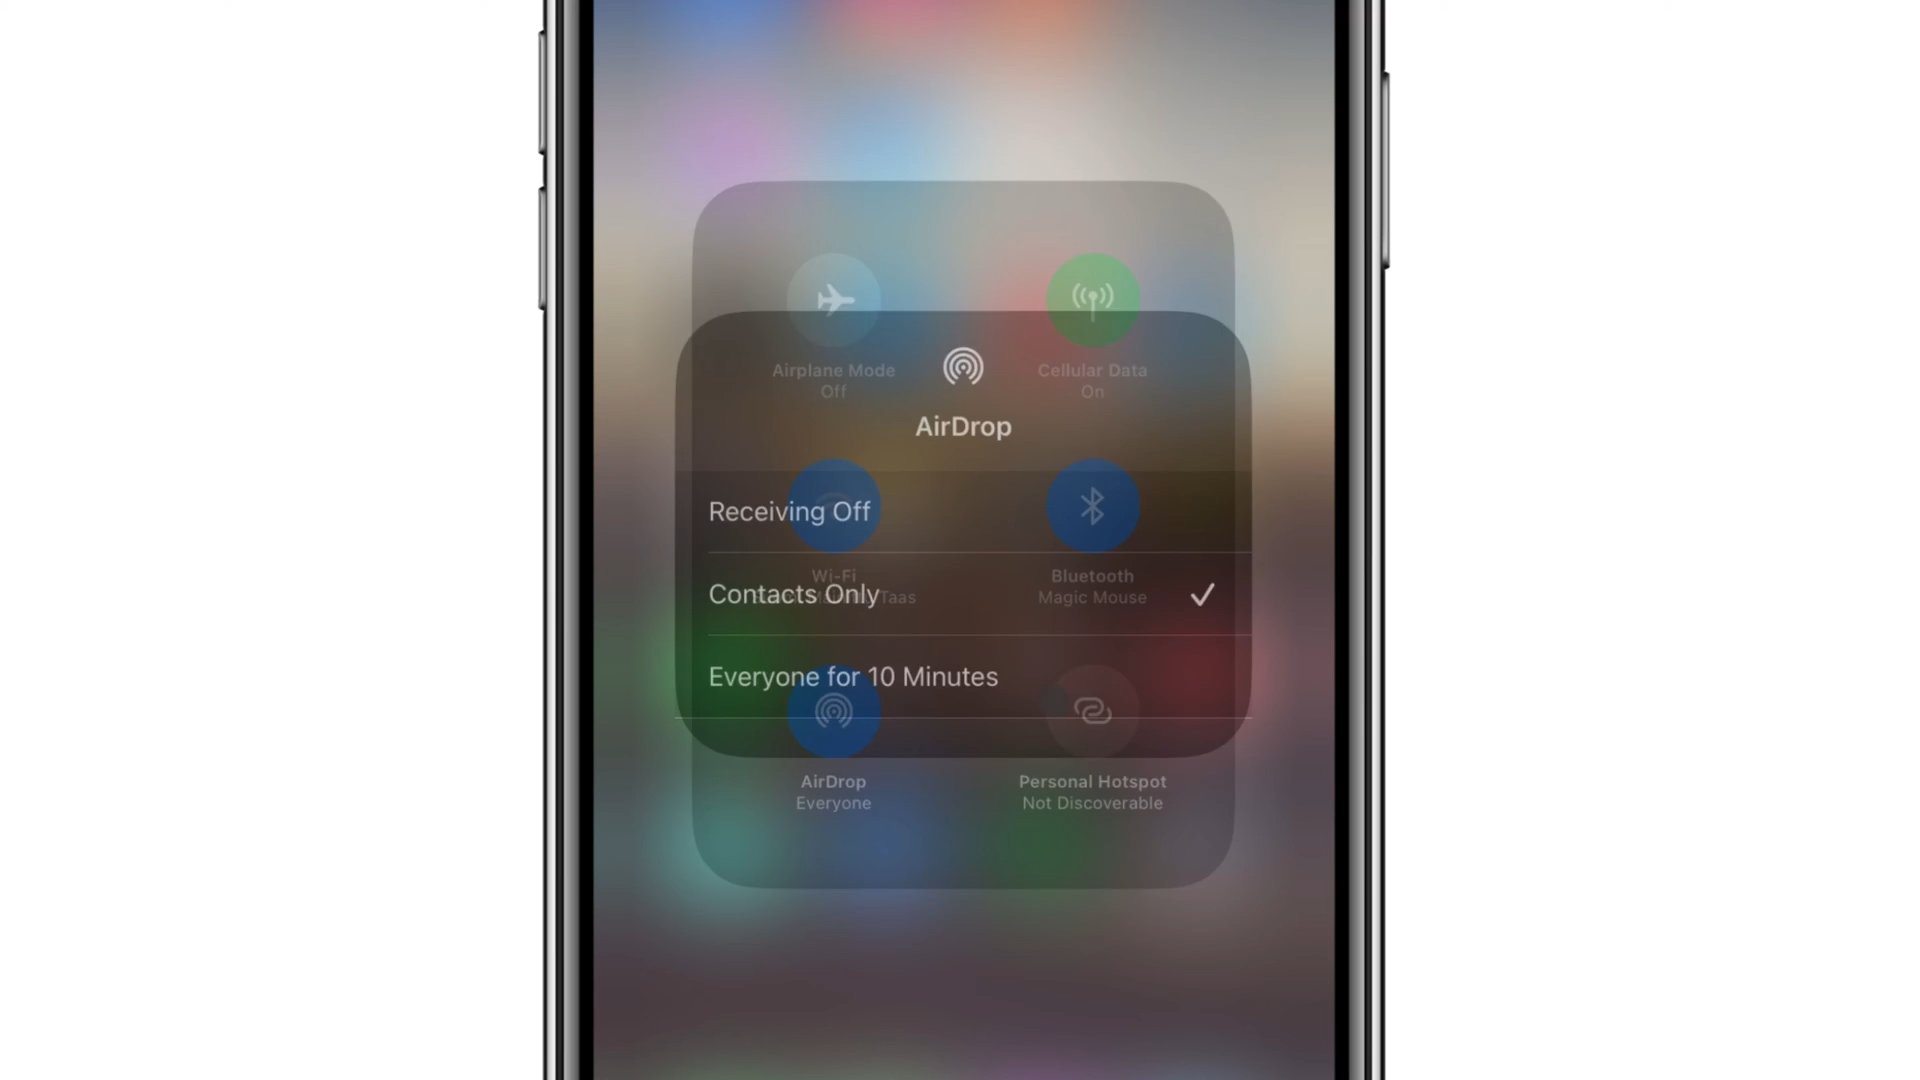 Airplane Mode
Off
Cellular Data
On
AirDrop
Receiving Off
Wi-Fi
Taas
Bluetooth
Magic Mouse
Contacts Only
Everyone for 10 Minutes
AirDrop
Everyone
Personal Hotspot
Not Discoverable